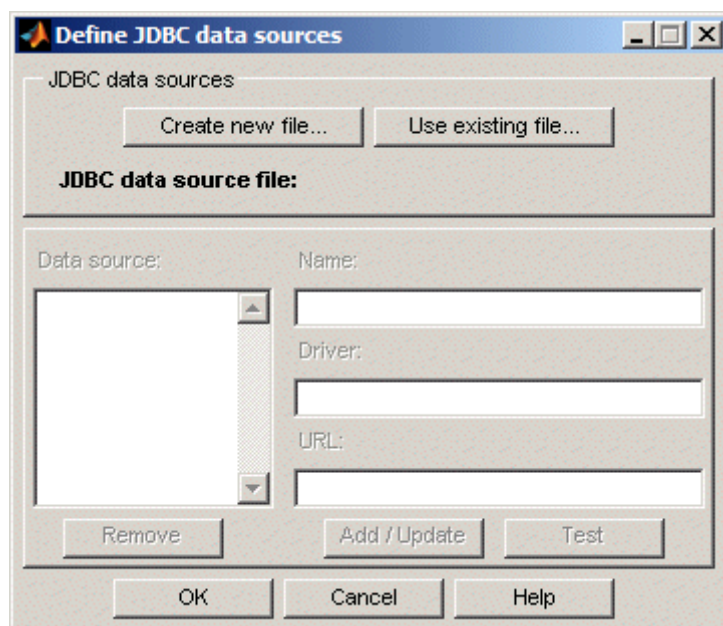 Define JDBC data sources
JDBC data sources
Create new file... Use existing file...
JDBC data source file:
Data source: Name:
Driver:
URL:
Remove Add / Update Test
OK Cancel Help